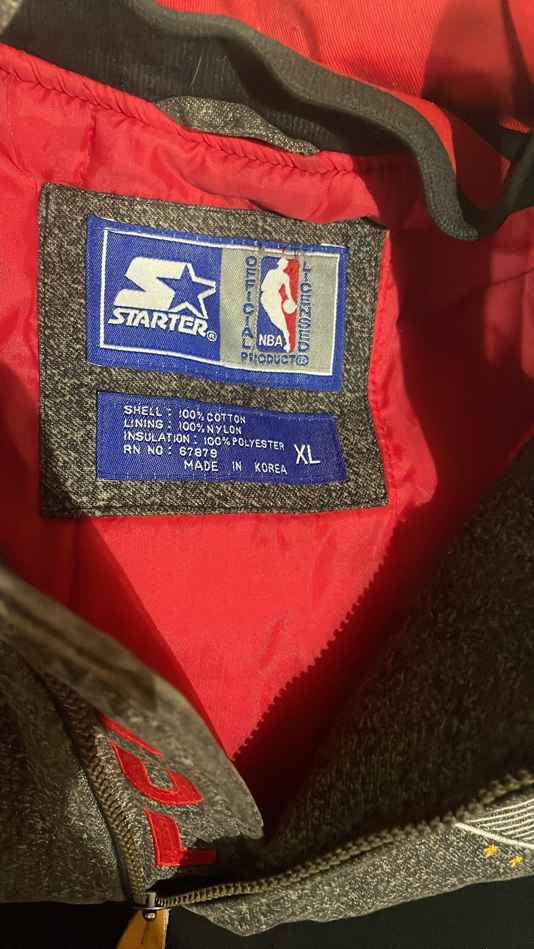 STARTER®
OFFICIAL
LICENSED
NBA
PRODUCT®
SHELL : 100% COTTON
LINING : 100% NYLON
INSULATION : 100% POLYESTER
RN NO : 67879
XL
MADE IN KOREA